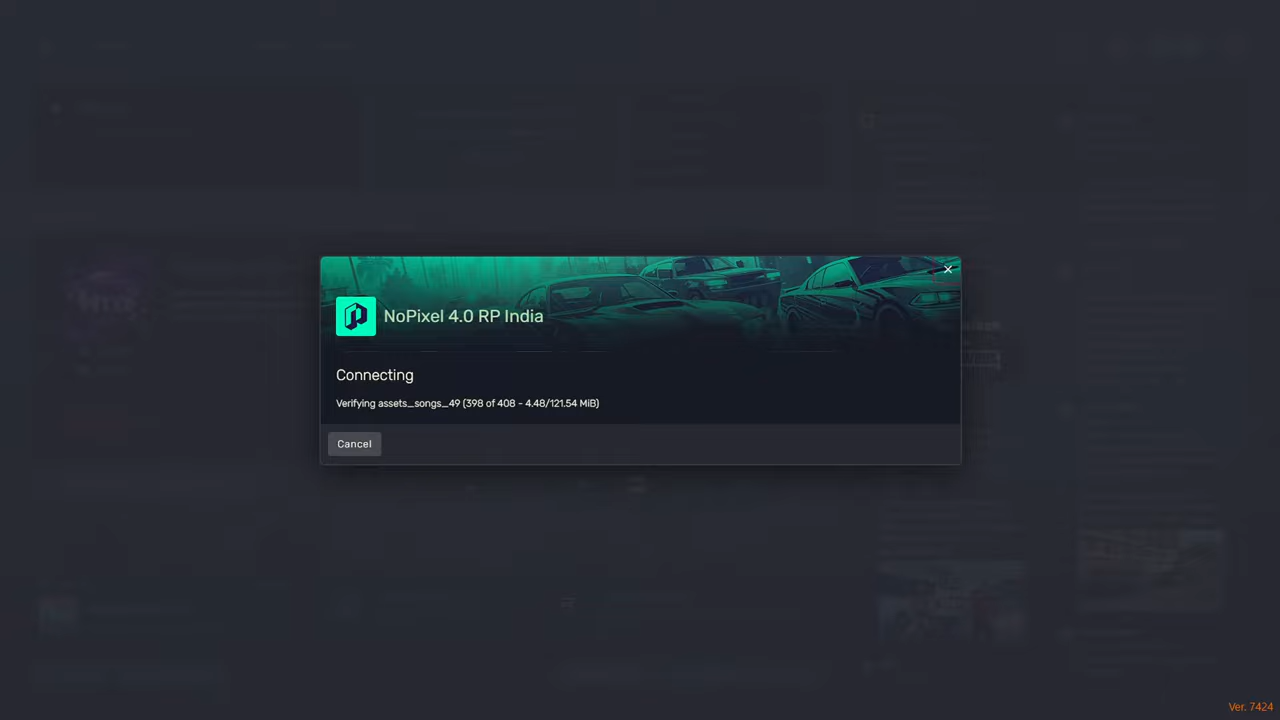 NoPixel 4.0 RP India
Connecting
Verifying assets_songs_49 (398 of 408 - 4.48/121.54 MiB)
Cancel
Ver. 7424